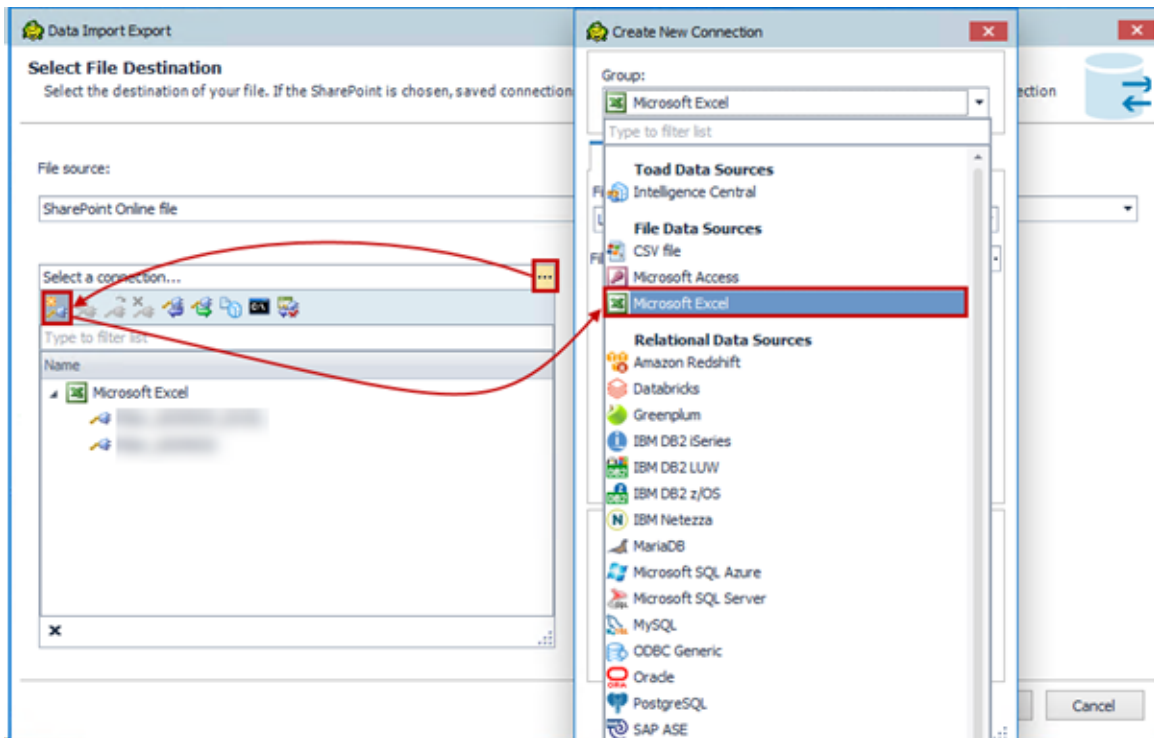 Data Import Export
Select File Destination
Select the destination of your file. If the SharePoint is chosen, saved connection
ection
File source:
SharePoint Online file
Select a connection...
Type to filter list
Name
Microsoft Excel
Cancel
Create New Connection
Group:
Microsoft Excel
Type to filter list
Toad Data Sources
Intelligence Central
File Data Sources
CSV file
Microsoft Access
Microsoft Excel
Relational Data Sources
Amazon Redshift
Databricks
Greenplum
IBM DB2 iSeries
IBM DB2 LUW
IBM DB2 z/OS
IBM Netezza
MariaDB
Microsoft SQL Azure
Microsoft SQL Server
MySQL
ODBC Generic
Oracle
PostgreSQL
SAP ASE